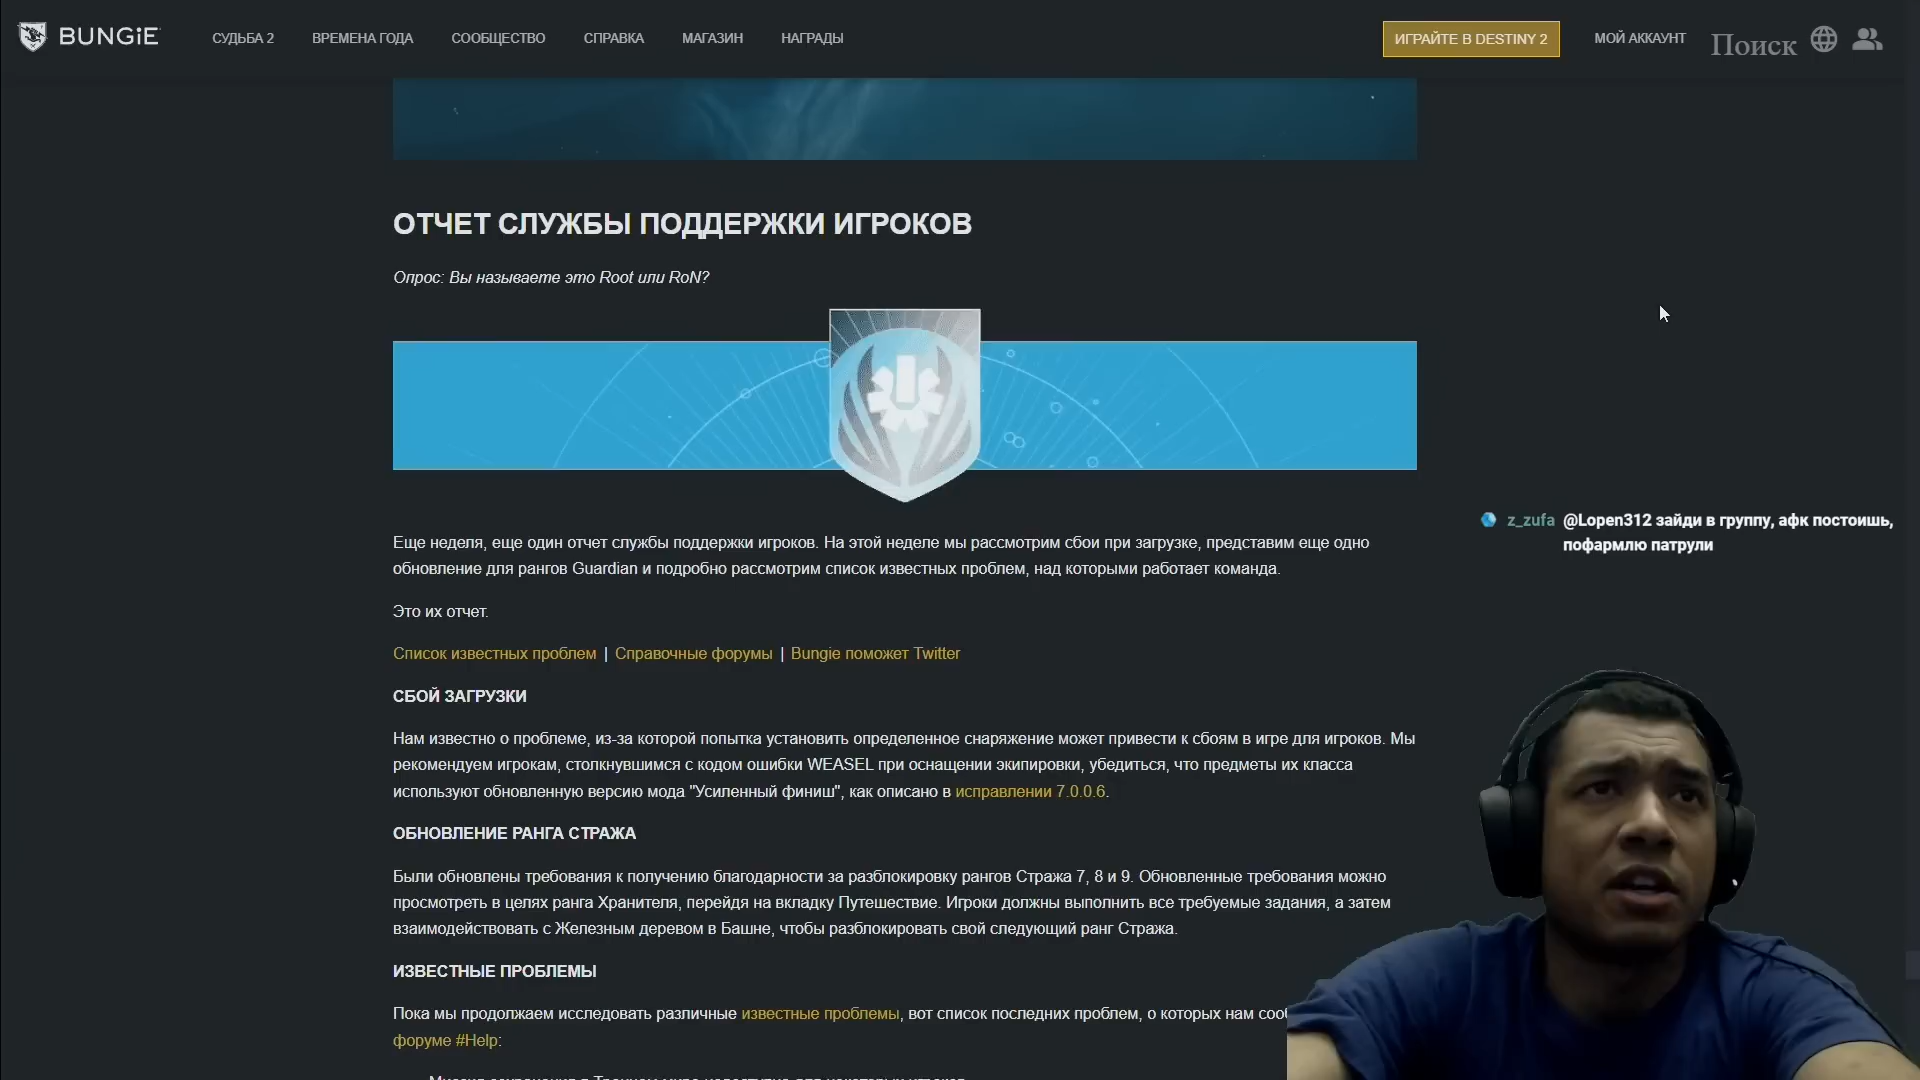 BUNGiE
СУДЬБА 2
ВРЕМЕНА ГОДА
СООБЩЕСТВО
СПРАВКА
МАГАЗИН
НАГРАДЫ
ИГРАЙТЕ В DESTINY 2
МОЙ АККАУНТ
Поиск
ОТЧЕТ СЛУЖБЫ ПОДДЕРЖКИ ИГРОКОВ
Опрос: Вы называете это Root или RoN?
Еще неделя, еще один отчет службы поддержки игроков. На этой неделе мы рассмотрим сбои при загрузке, представим еще одно
обновление для рангов Guardian и подробно рассмотрим список известных проблем, над которыми работает команда.
Это их отчет.
Список известных проблем | Справочные форумы | Bungie поможет Twitter
СБОЙ ЗАГРУЗКИ
Нам известно о проблеме, из-за которой попытка установить определенное снаряжение может привести к сбоям в игре для игроков. Мы
рекомендуем игрокам, столкнувшимся с кодом ошибки WEASEL при оснащении экипировки, убедиться, что предметы их класса
используют обновленную версию мода "Усиленный финиш", как описано в исправлении 7.0.0.6.
ОБНОВЛЕНИЕ РАНГА СТРАЖА
Были обновлены требования к получению благодарности за разблокировку рангов Стража 7, 8 и 9. Обновленные требования можно
просмотреть в целях ранга Хранителя, перейдя на вкладку Путешествие. Игроки должны выполнить все требуемые задания, а затем
взаимодействовать с Железным деревом в Башне, чтобы разблокировать свой следующий ранг Стража.
ИЗВЕСТНЫЕ ПРОБЛЕМЫ
Пока мы продолжаем исследовать различные известные проблемы, вот список последних проблем, о которых нам
форуме #Help:
z_zufa @Lopen312 зайди в группу, афк постоишь,
пофармлю патрули